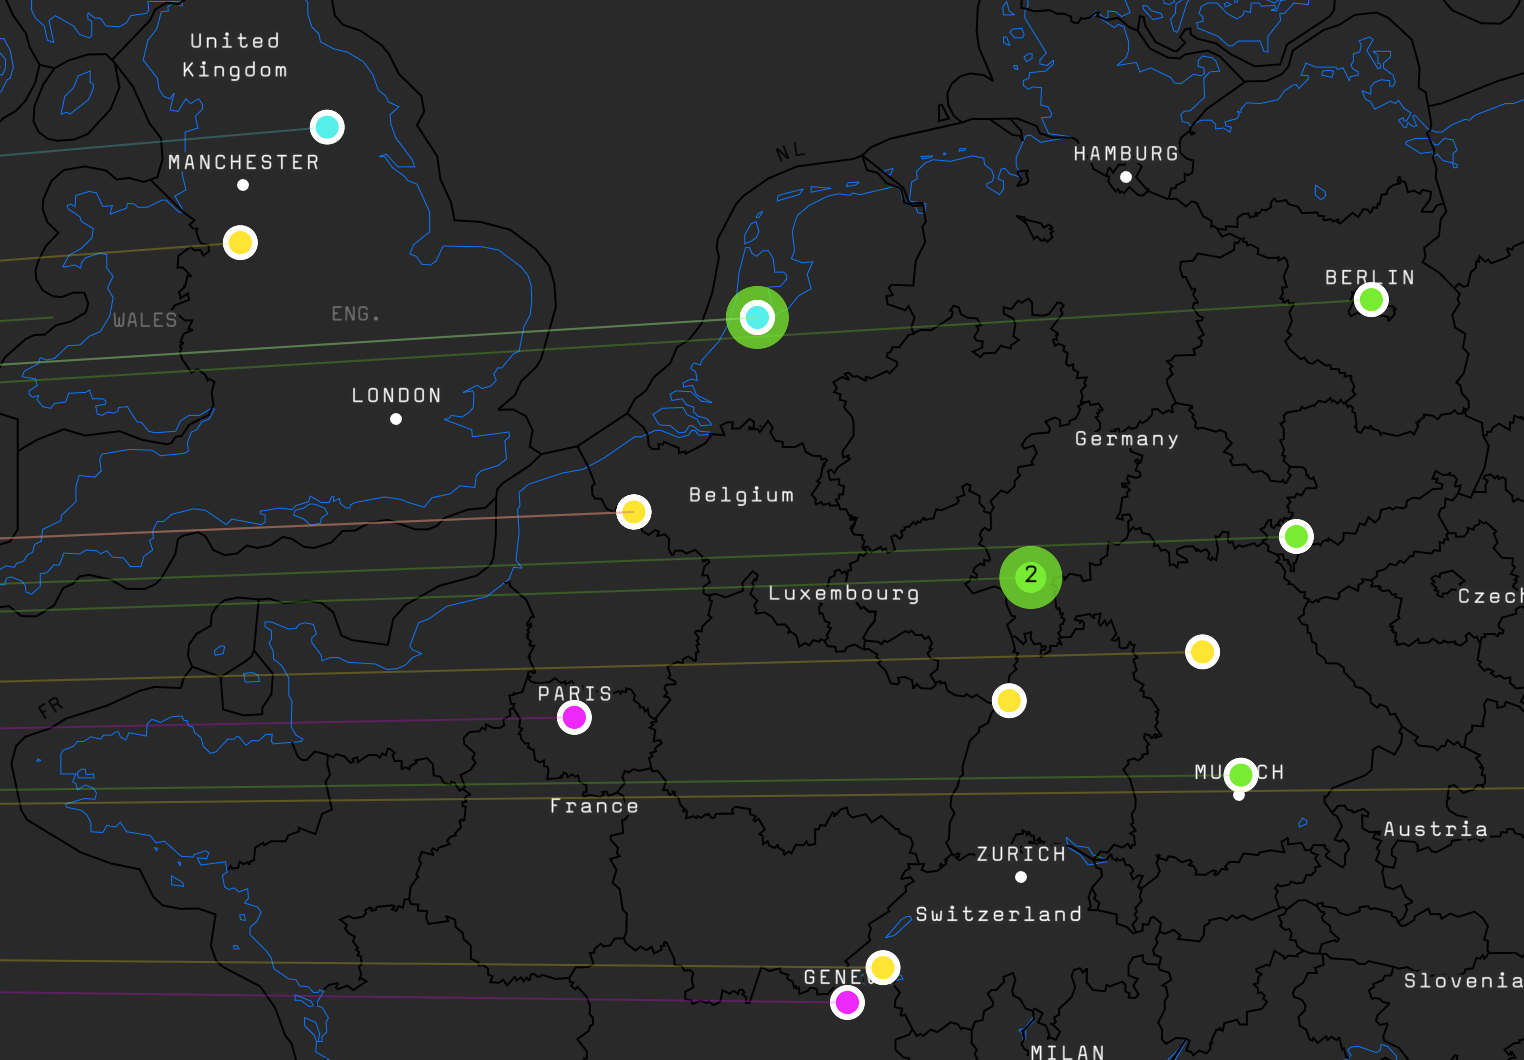 United
Kingdom
MANCHESTER
NL
HAMBURG
BERLIN
WALES
ENG.
LONDON
Germany
Belgium
2
Luxembourg
Czech
PARIS
FR
MU CH
France
Austria
ZURICH
Switzerland
GENE
Slovenia
MILAN